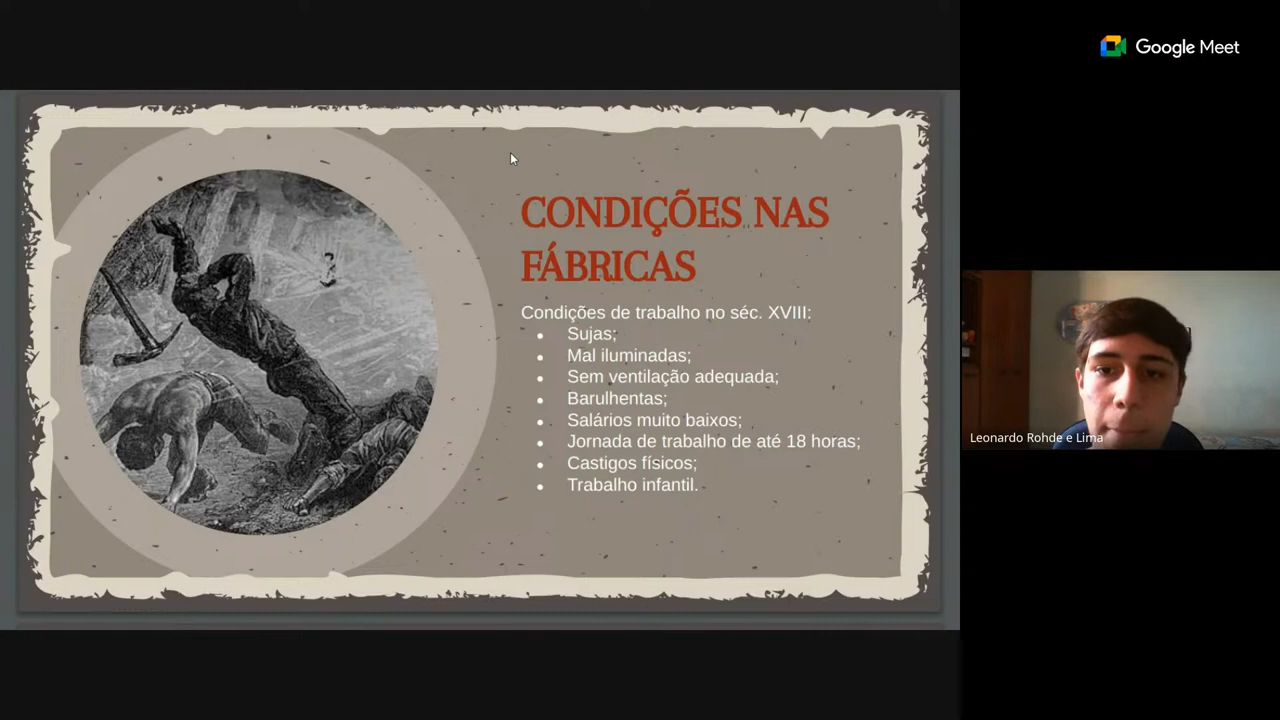 Google Meet
CONDIÇÕES NAS
FÁBRICAS
Condições de trabalho no séc. XVIII:
● Sujas;
● Mal iluminadas;
● Sem ventilação adequada;
● Barulhentas;
● Salários muito baixos;
● Jornada de trabalho de até 18 horas;
● Castigos físicos;
● Trabalho infantil.
Leonardo Rohde e Lima